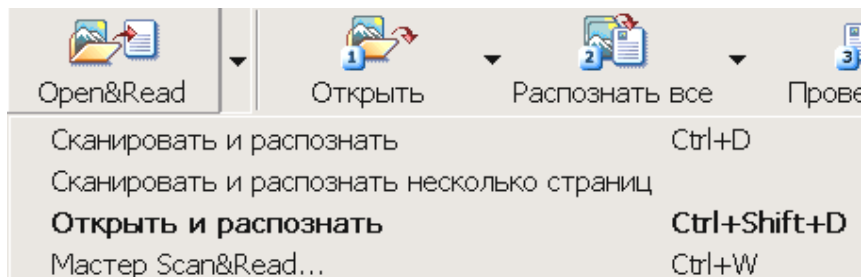 Open&Read Открыть Распознать все Прове
Сканировать и распознать Ctrl+D
Сканировать и распознать несколько страниц
Открыть и распознать Ctrl+Shift+D
Мастер Scan&Read... Ctrl+W